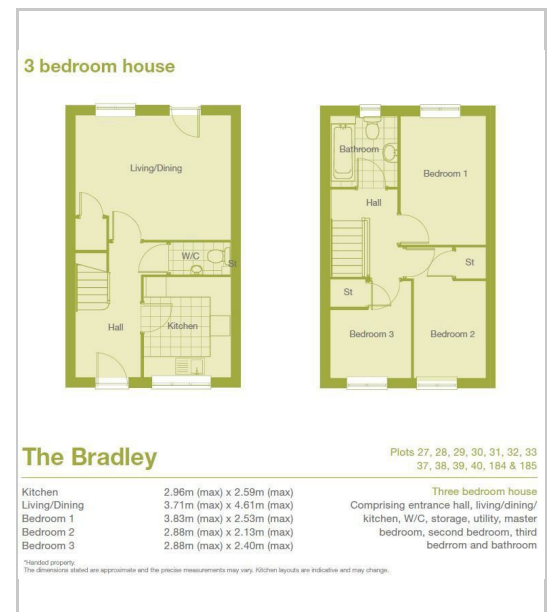 3 bedroom house
Living/Dining
W/C
St
Hall
Kitchen
Bathroom
Bedroom 1
Hall
St
St
Bedroom 3
Bedroom 2
The Bradley
Plots 27, 28, 29, 30, 31, 32, 33
37, 38, 39, 40, 184 & 185
Kitchen 2.96m (max) x 2.59m (max)
Living/Dining 3.71m (max) x 4.61m (max)
Bedroom 1 3.83m (max) x 2.53m (max)
Bedroom 2 2.88m (max) x 2.13m (max)
Bedroom 3 2.88m (max) x 2.40m (max)
Three bedroom house
Comprising entrance hall, living/dining/
kitchen, W/C, storage, utility, master
bedroom, second bedroom, third
bedrrom and bathroom
*Handed property.
The dimensions stated are approximate and the precise measurements may vary. Kitchen layouts are indicative and may change.